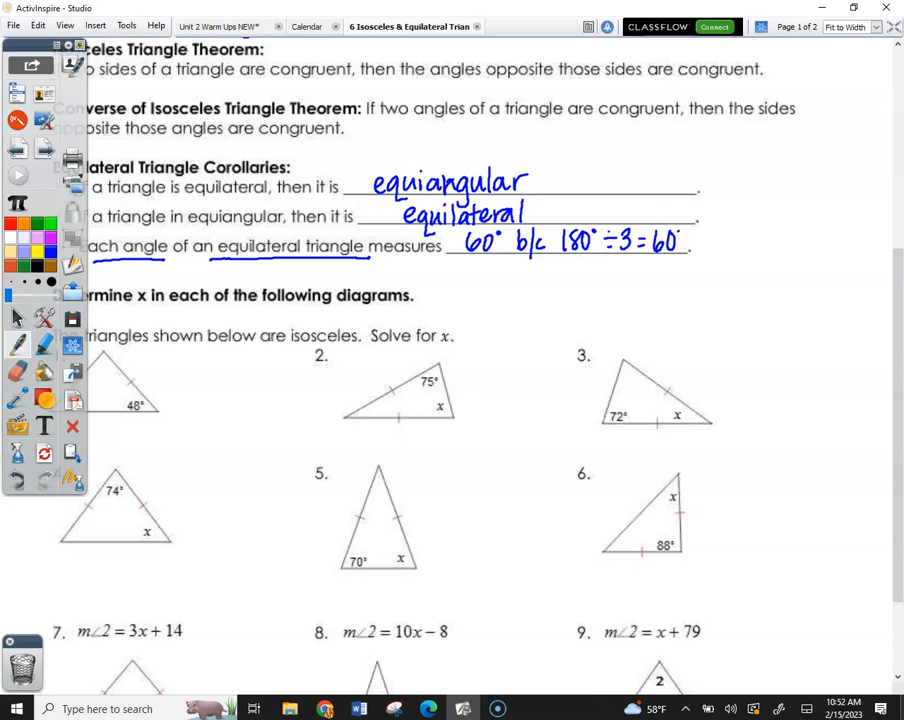 ActivInspire - Studio
File Edit View Insert Tools Help
Unit 2 Warm Ups NEW*
Calendar
6 Isosceles & Equilateral Trian
CLASSFLOW
Page 1 of 2
Fit to Width
sceles Triangle Theorem:
o sides of a triangle are congruent, then the angles opposite those sides are congruent.
onverse of Isosceles Triangle Theorem: If two angles of a triangle are congruent, then the sides
pposite those angles are congruent.
lateral Triangle Corollaries:
f a triangle is equilateral, then it is equiangular.
a triangle in equiangular, then it is equilateral.
ach angle of an equilateral triangle measures 60° b/c 180° ÷ 3 = 60°.
ermine x in each of the following diagrams.
triangles shown below are isosceles. Solve for x.
48°
2.
75°
x
3.
72°
x
74°
x
5.
70°
x
6.
x
88°
7. m∠2 = 3x + 14
8. m∠2 = 10x − 8
9. m∠2 = x + 79
2
Type here to search
58°F
10:52 AM
2/15/2023